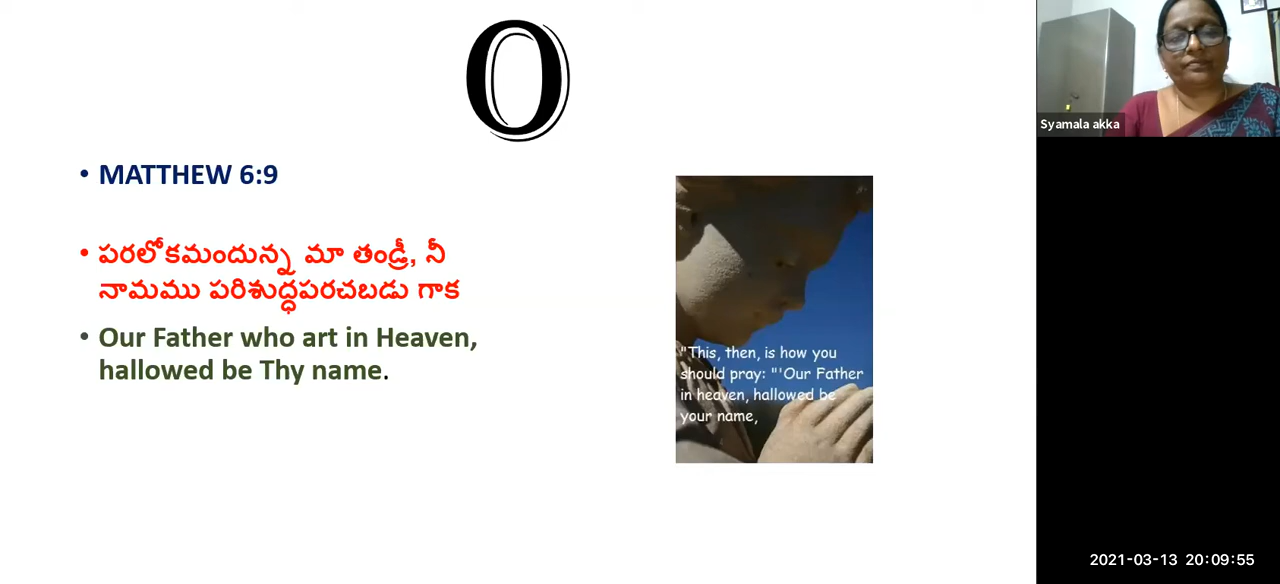 O
• MATTHEW 6:9
• పరలోకమందున్న మా తండ్రీ, నీ
నామము పరిశుద్ధపరచబడు గాక
• Our Father who art in Heaven,
hallowed be Thy name.
"This, then, is how you
should pray: "'Our Father
in heaven, hallowed be
your name,
Syamala akka
2021-03-13 20:09:55